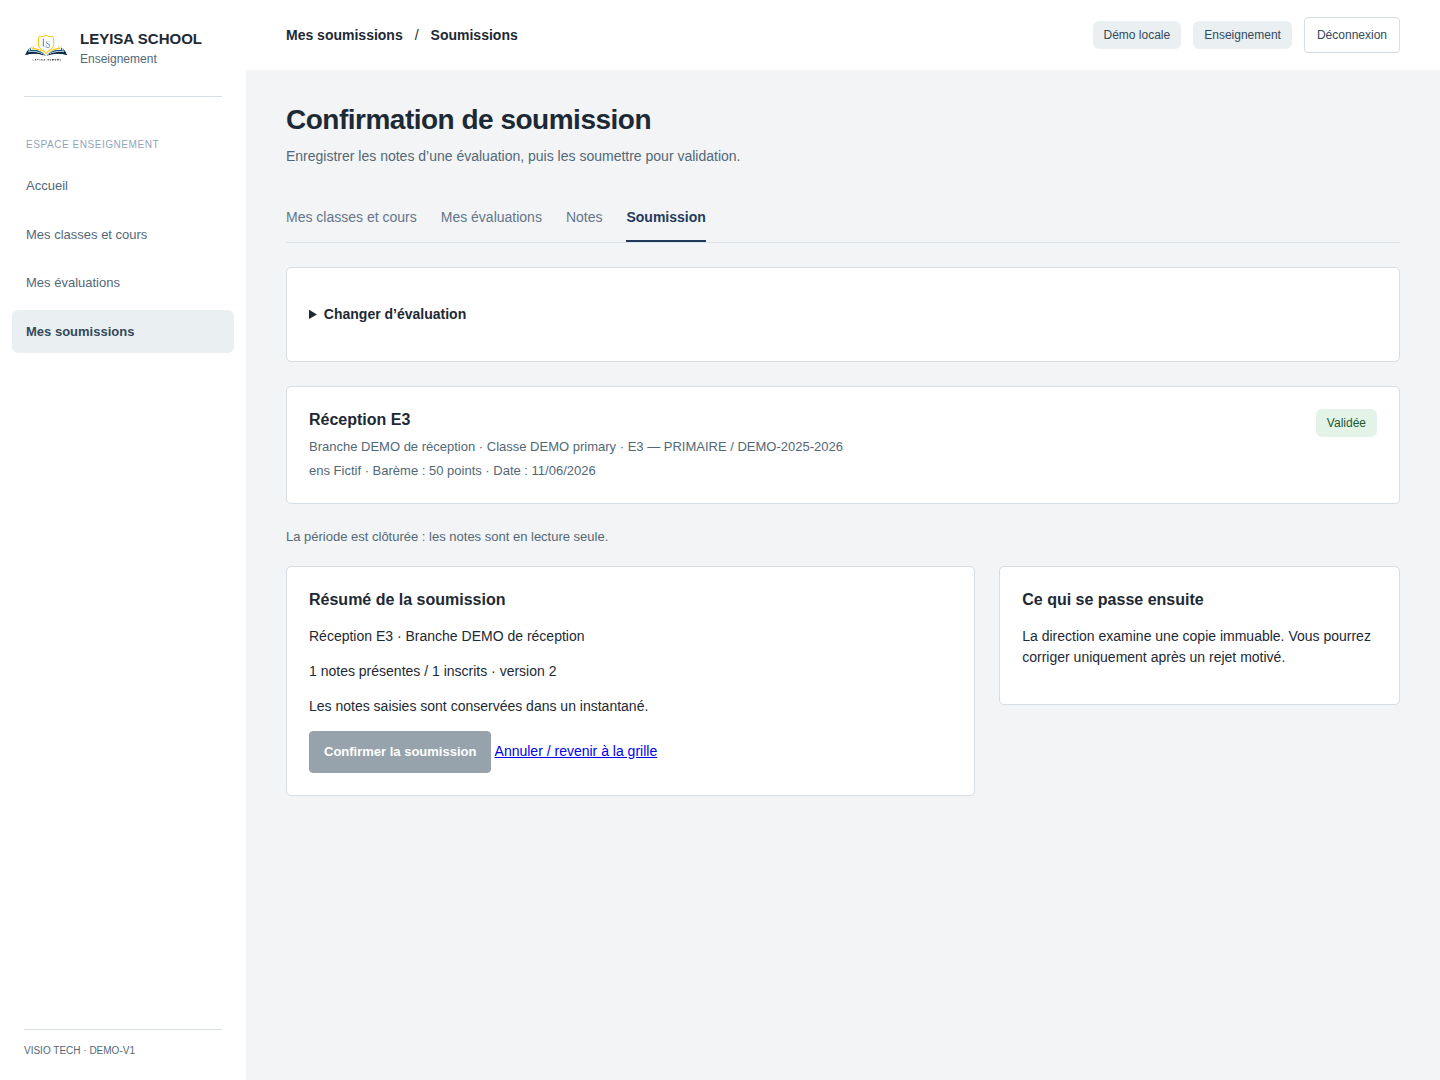 LEYISA SCHOOL
Enseignement
ESPACE ENSEIGNEMENT
Accueil
Mes classes et cours
Mes évaluations
Mes soumissions
VISIO TECH · DEMO-V1
Mes soumissions / Soumissions
Démo locale
Enseignement
Déconnexion
Confirmation de soumission
Enregistrer les notes d’une évaluation, puis les soumettre pour validation.
Mes classes et cours
Mes évaluations
Notes
Soumission
Changer d’évaluation
Réception E3
Validée
Branche DEMO de réception · Classe DEMO primary · E3 — PRIMAIRE / DEMO-2025-2026
ens Fictif · Barème : 50 points · Date : 11/06/2026
La période est clôturée : les notes sont en lecture seule.
Résumé de la soumission
Réception E3 · Branche DEMO de réception
1 notes présentes / 1 inscrits · version 2
Les notes saisies sont conservées dans un instantané.
Confirmer la soumission
Annuler / revenir à la grille
Ce qui se passe ensuite
La direction examine une copie immuable. Vous pourrez
corriger uniquement après un rejet motivé.